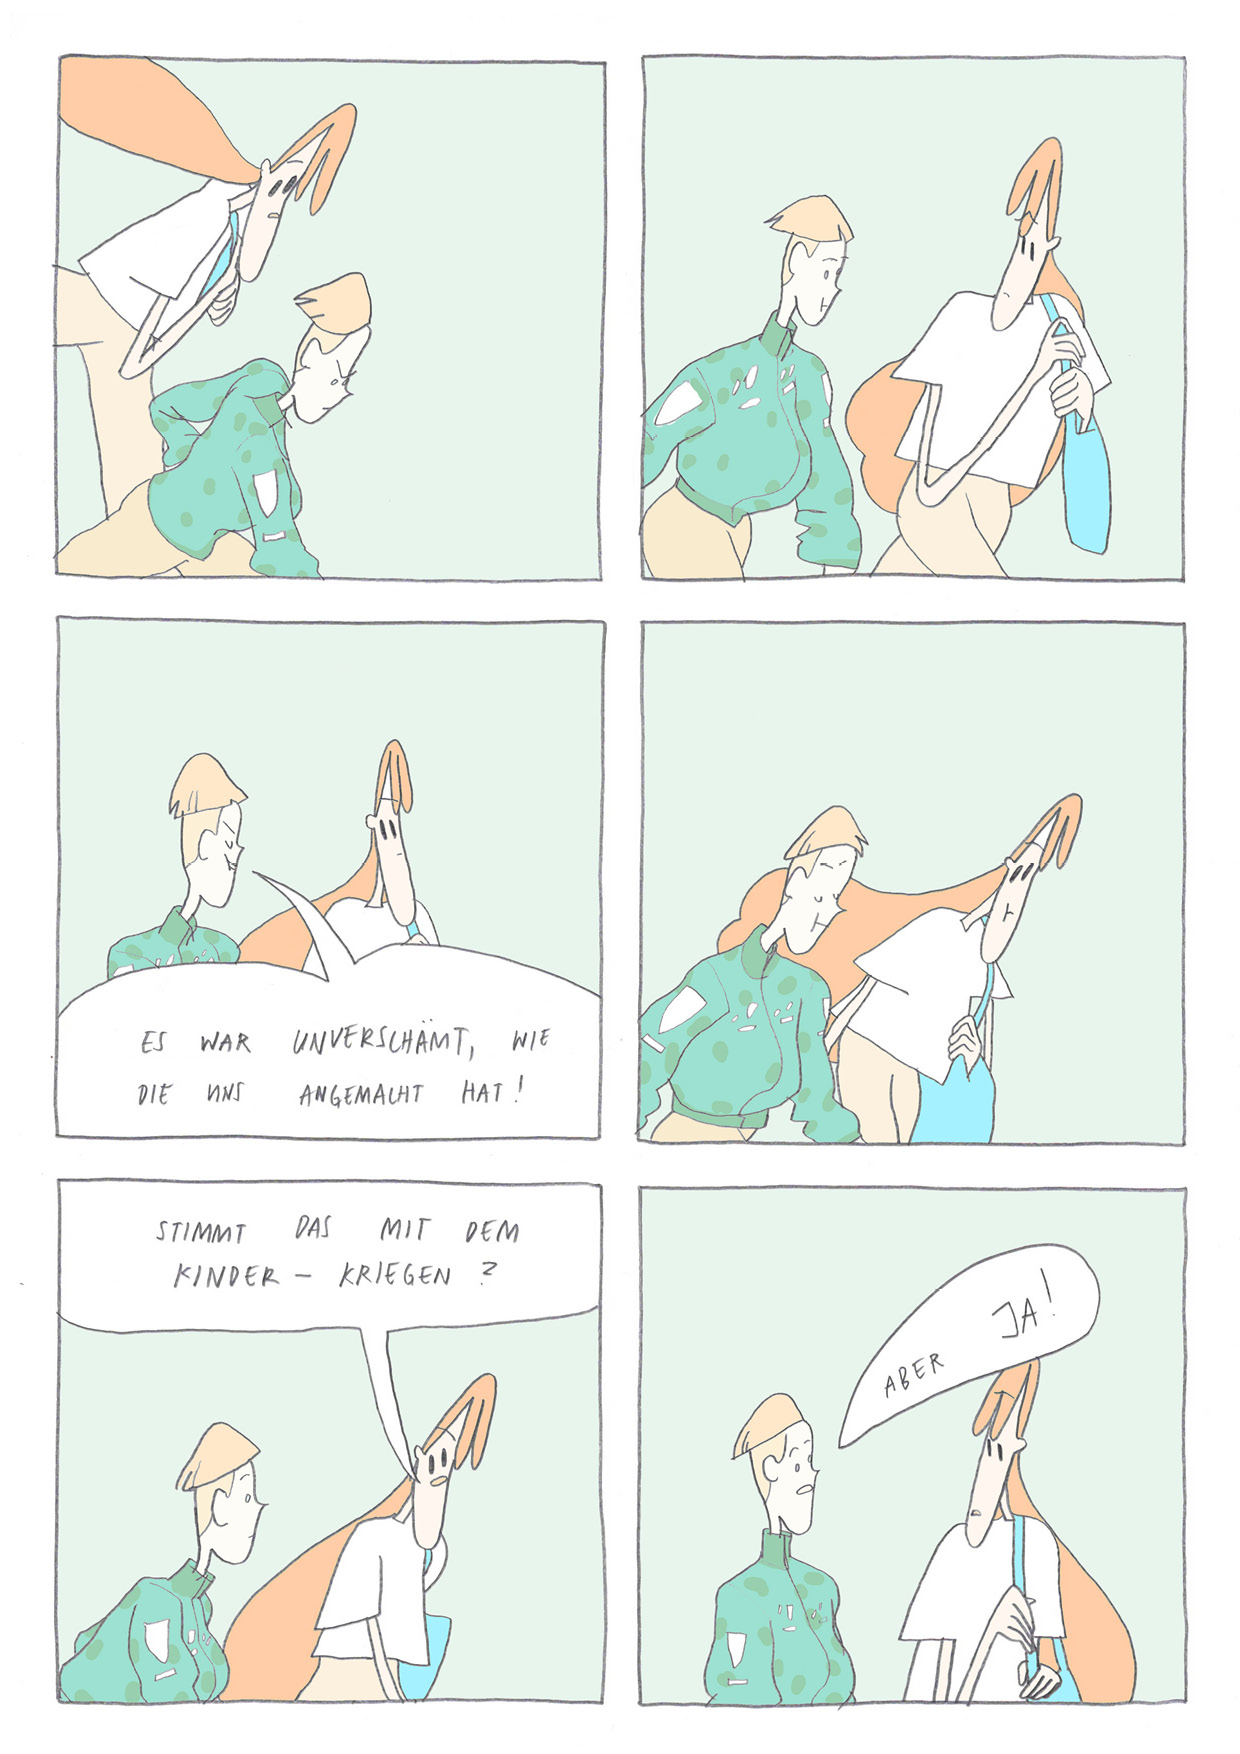 ES WAR UNVERSCHÄMT, WIE
DIE UNS ANGEMACHT HAT!
STIMMT DAS MIT DEM
KINDER – KRIEGEN ?
ABER JA!